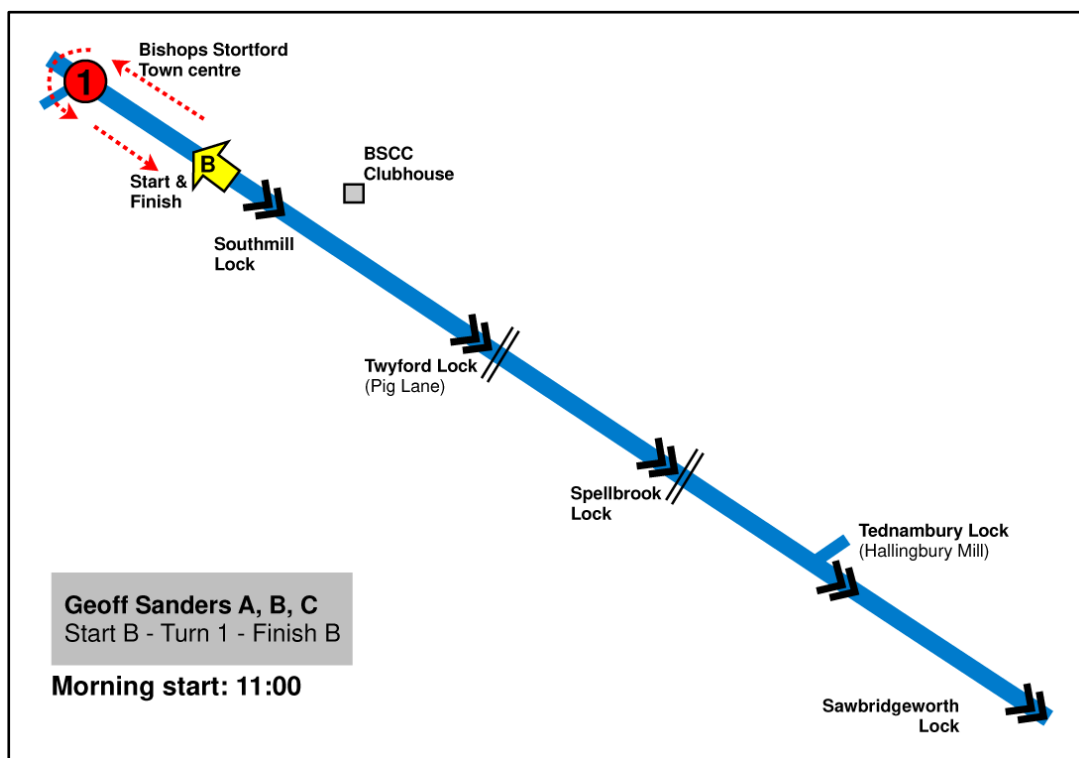 Bishops Stortford
Town centre
1
B
Start &
Finish
BSCC
Clubhouse
Southmill
Lock
Twyford Lock
(Pig Lane)
Spellbrook
Lock
Tednambury Lock
(Hallingbury Mill)
Geoff Sanders A, B, C
Start B - Turn 1 - Finish B
Morning start: 11:00
Sawbridgeworth
Lock